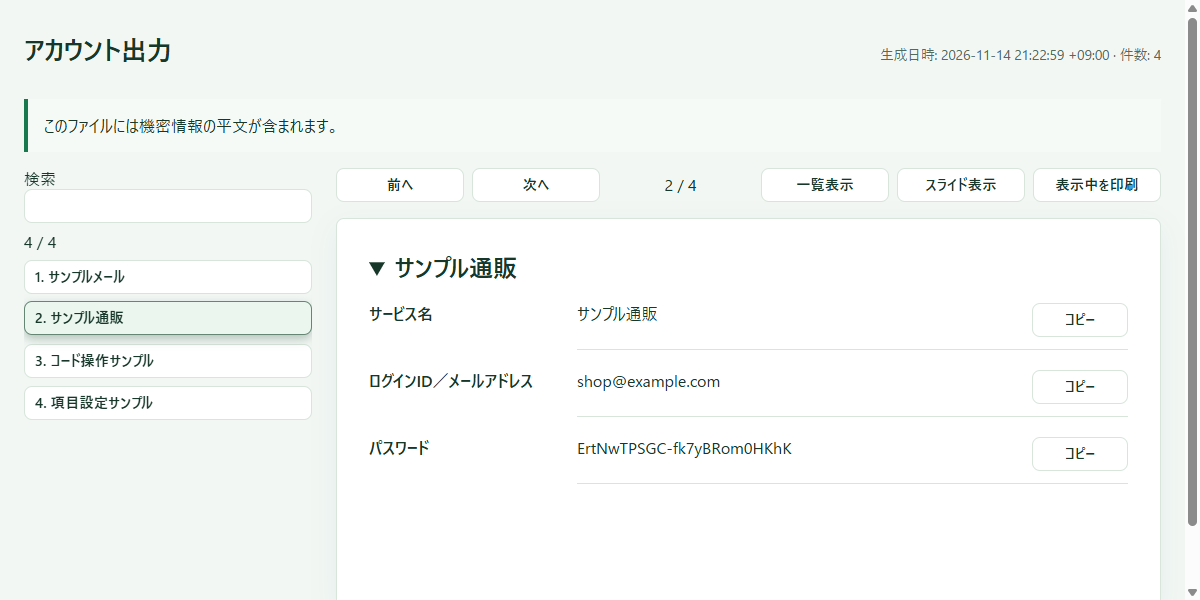 アカウント出力
生成日時: 2026-11-14 21:22:59 +09:00 · 件数: 4
このファイルには機密情報の平文が含まれます。
検索
4 / 4
1. サンプルメール
2. サンプル通販
3. コード操作サンプル
4. 項目設定サンプル
前へ
次へ
2 / 4
一覧表示
スライド表示
表示中を印刷
▼ サンプル通販
サービス名
サンプル通販
コピー
ログインID／メールアドレス
shop@example.com
コピー
パスワード
ErtNwTPSGC-fk7yBRom0HKhK
コピー